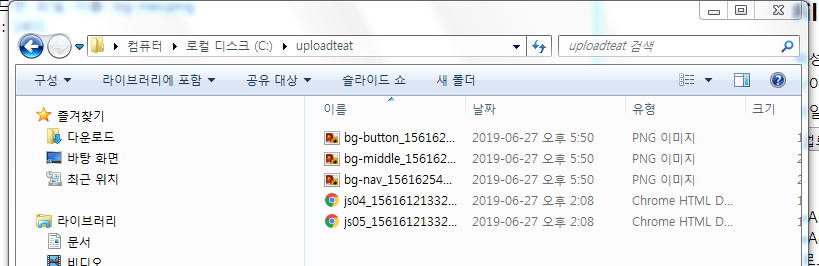 컴퓨터 ▸ 로컬 디스크 (C:) ▸ uploadteat
uploadteat 검색
구성 라이브러리에 포함 공유 대상 슬라이드 쇼 새 폴더
즐겨찾기
다운로드
바탕 화면
최근 위치
라이브러리
문서
비디오
이름 날짜 유형 크기
bg-button_156162... 2019-06-27 오후 5:50 PNG 이미지
bg-middle_156162... 2019-06-27 오후 5:50 PNG 이미지
bg-nav_15616254... 2019-06-27 오후 5:50 PNG 이미지
js04_15616121332... 2019-06-27 오후 2:08 Chrome HTML D...
js05_15616121332... 2019-06-27 오후 2:08 Chrome HTML D...